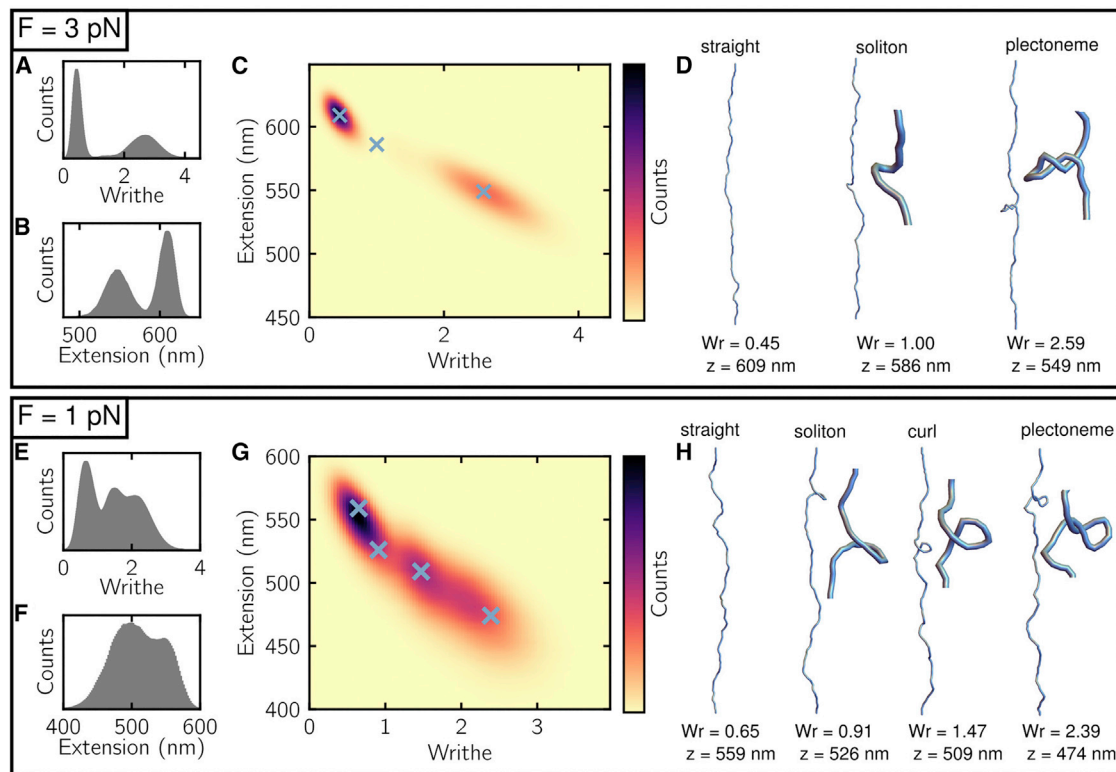 F = 3 pN
A
Counts
0 2 4
Writhe
B
Counts
500 600
Extension (nm)
C
Extension (nm)
600
550
500
450
0 1 2 3 4
Writhe
Counts
D
straight soliton plectoneme
Wr = 0.45 Wr = 1.00 Wr = 2.59
z = 609 nm z = 586 nm z = 549 nm
F = 1 pN
E
Counts
0 2 4
Writhe
F
Counts
400 500 600
Extension (nm)
G
Extension (nm)
600
550
500
450
400
0 1 2 3
Writhe
Counts
H
straight soliton curl plectoneme
Wr = 0.65 Wr = 0.91 Wr = 1.47 Wr = 2.39
z = 559 nm z = 526 nm z = 509 nm z = 474 nm